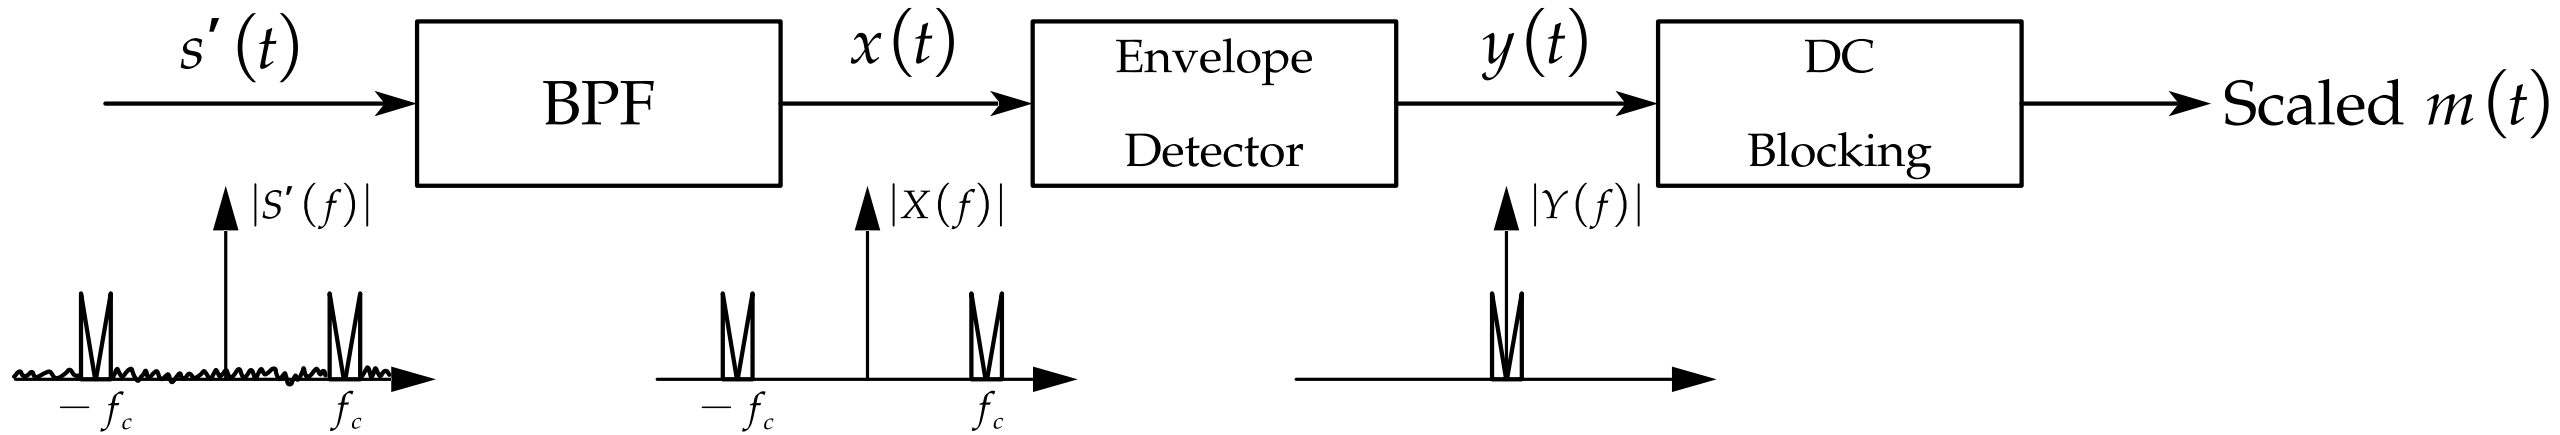 s′(t)
BPF
x(t)
Envelope
Detector
y(t)
DC
Blocking
Scaled m(t)
|S′(f)|
|X(f)|
|Y(f)|
− f_c
f_c
− f_c
f_c